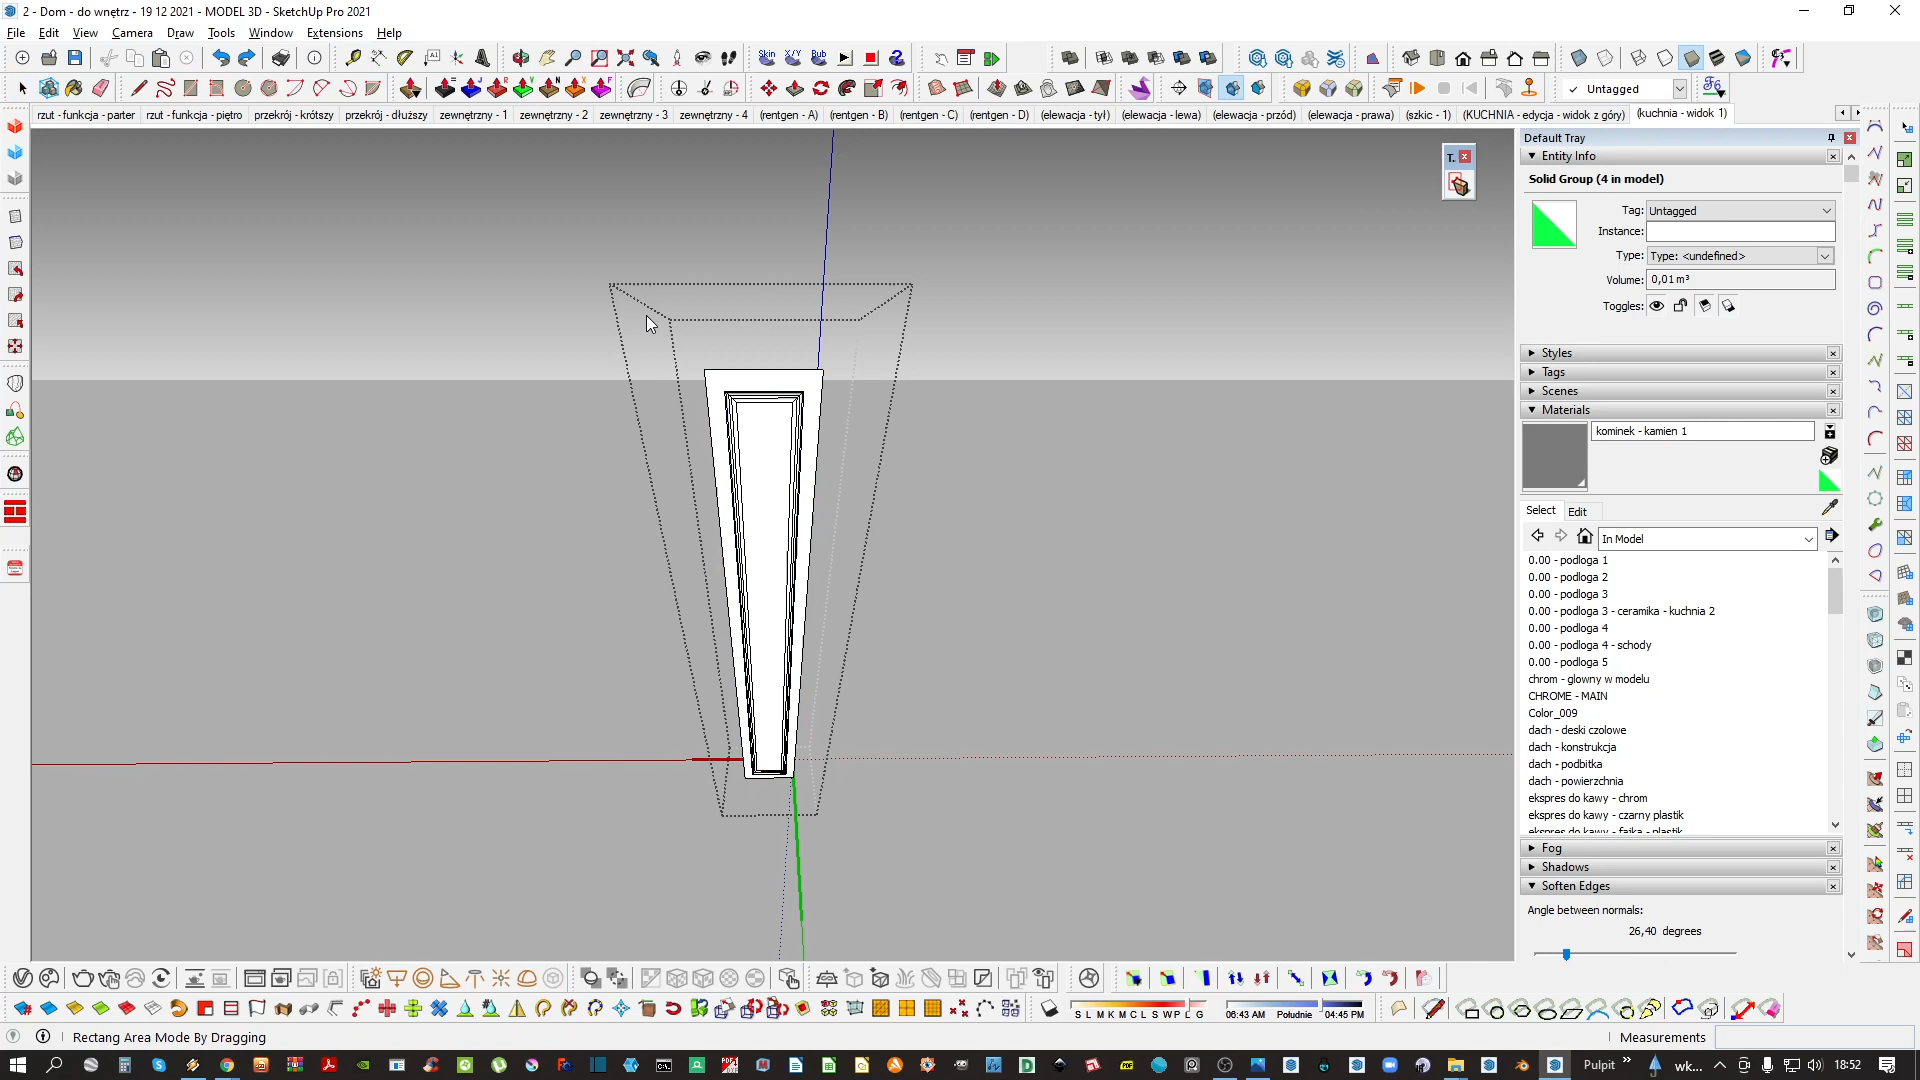 2 - Dom - do wnętrz - 19 12 2021 - MODEL 3D - SketchUp Pro 2021
File Edit View Camera Draw Tools Window Extensions Help
Skin X/Y Bub
Untagged
rzut - funkcja - parter rzut - funkcja - piętro przekrój - krótszy przekrój - dłuższy zewnętrzny - 1 zewnętrzny - 2 zewnętrzny - 3 zewnętrzny - 4 (rentgen - A) (rentgen - B) (rentgen - C) (rentgen - D) (elewacja - tył) (elewacja - lewa) (elewacja - przód) (elewacja - prawa) (szkic - 1) (KUCHNIA - edycja - widok z góry) (kuchnia - widok 1)
T.
Default Tray
Entity Info
Solid Group (4 in model)
Tag: Untagged
Instance:
Type: Type: <undefined>
Volume: 0,01 m³
Toggles:
Styles
Tags
Scenes
Materials
kominek - kamien 1
Select Edit
In Model
0.00 - podloga 1
0.00 - podloga 2
0.00 - podloga 3
0.00 - podloga 3 - ceramika - kuchnia 2
0.00 - podloga 4
0.00 - podloga 4 - schody
0.00 - podloga 5
chrom - glowny w modelu
CHROME - MAIN
Color_009
dach - deski czolowe
dach - konstrukcja
dach - podbitka
dach - powierzchnia
ekspres do kawy - chrom
ekspres do kawy - czarny plastik
ekspres do kawy - fajka - plastik
Fog
Shadows
Soften Edges
Angle between normals:
26,40 degrees
S L M K M C L S W P L G 06:43 AM Południe 04:45 PM
Rectang Area Mode By Dragging
Measurements
Pulpit wk... 18:52